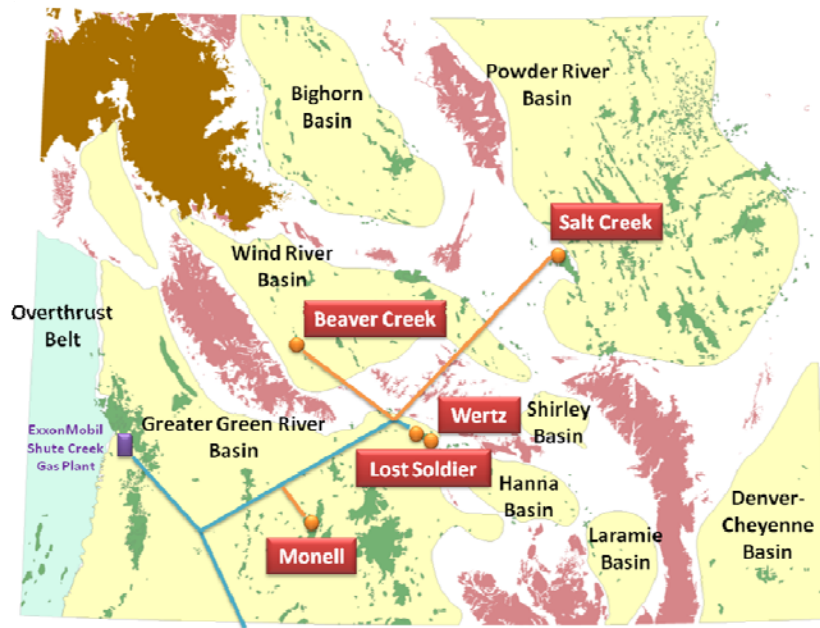 Bighorn
Basin
Powder River
Basin
Salt Creek
Wind River
Basin
Overthrust
Belt
Beaver Creek
ExxonMobil
Shute Creek
Gas Plant
Greater Green River
Basin
Wertz
Shirley
Basin
Lost Soldier
Hanna
Basin
Monell
Laramie
Basin
Denver-
Cheyenne
Basin